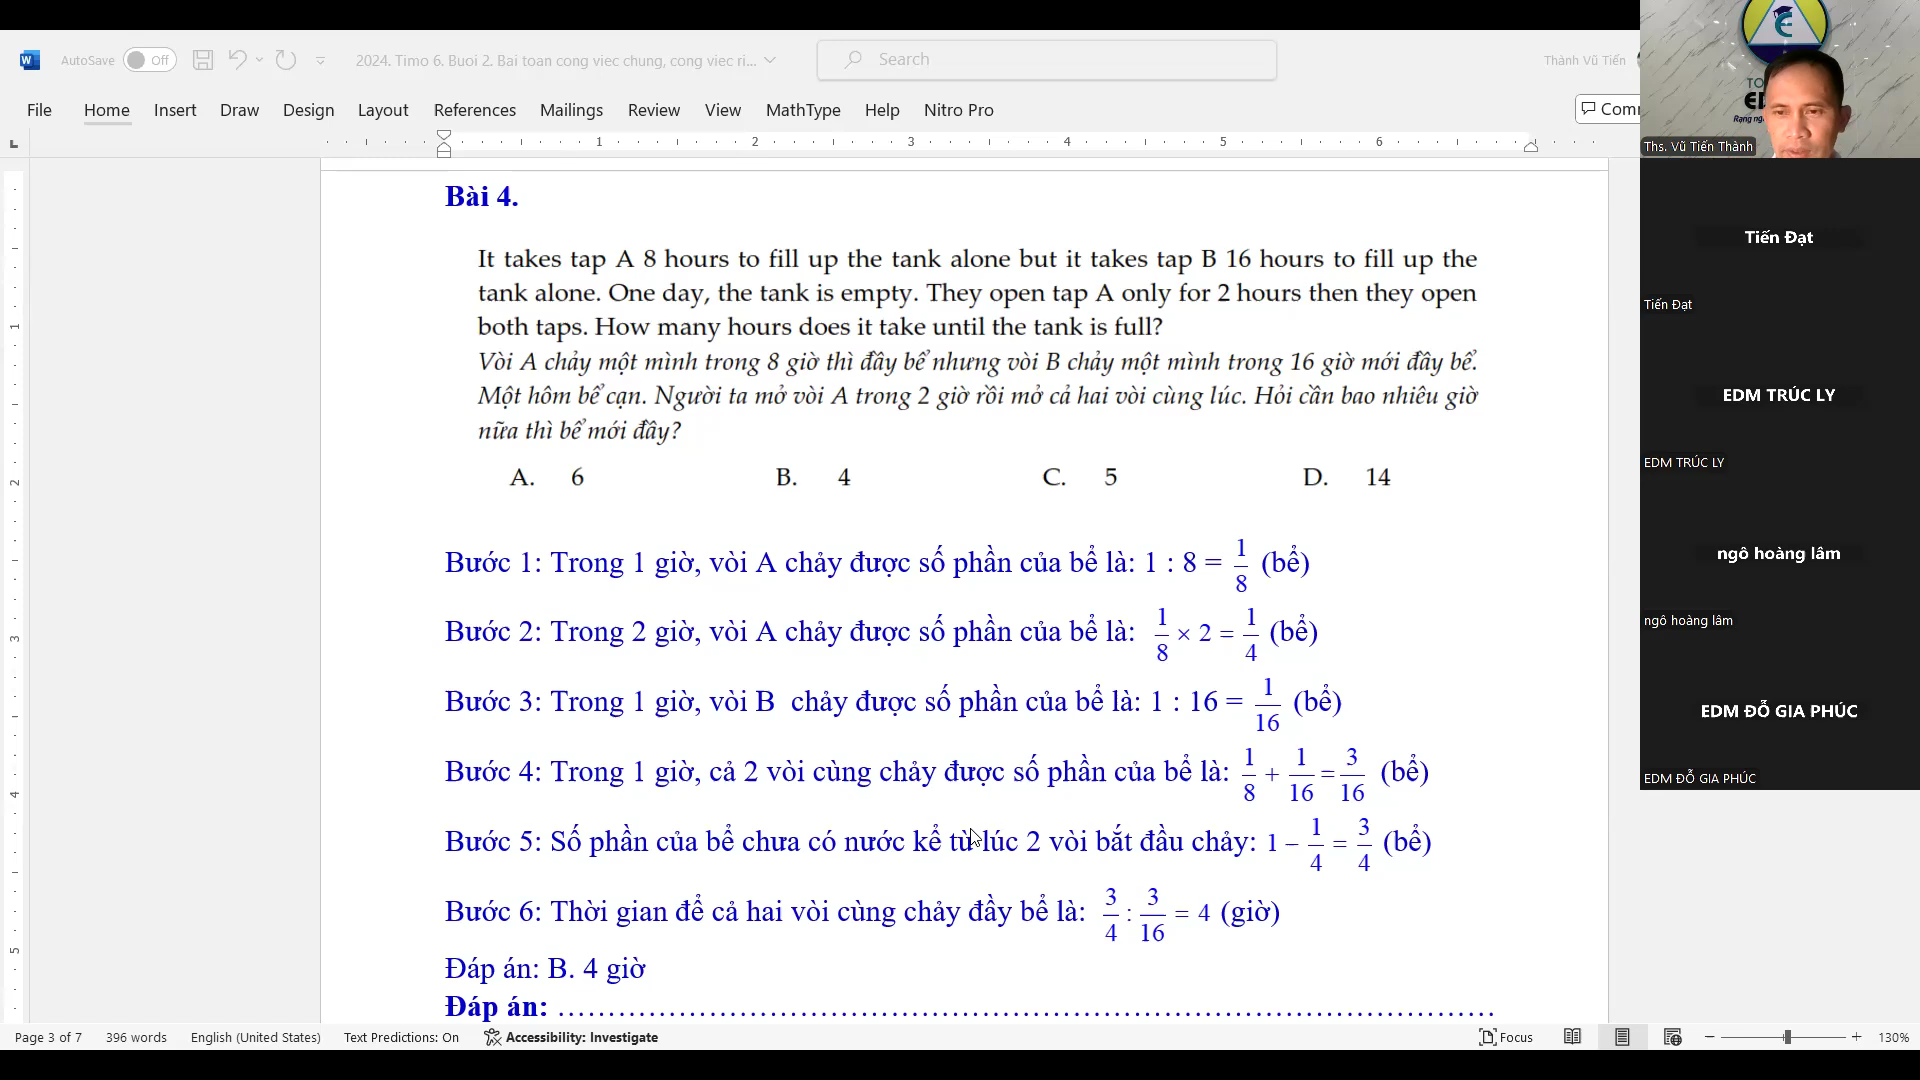 AutoSave Off 2024. Timo 6. Buoi 2. Bai toan cong viec chung, cong viec ri... Search Thành Vũ Tiến
File Home Insert Draw Design Layout References Mailings Review View MathType Help Nitro Pro Comm
1 2 3 4 5 6
Bài 4.
It takes tap A 8 hours to fill up the tank alone but it takes tap B 16 hours to fill up the
tank alone. One day, the tank is empty. They open tap A only for 2 hours then they open
both taps. How many hours does it take until the tank is full?
Vòi A chảy một mình trong 8 giờ thì đầy bể nhưng vòi B chảy một mình trong 16 giờ mới đầy bể.
Một hôm bể cạn. Người ta mở vòi A trong 2 giờ rồi mở cả hai vòi cùng lúc. Hỏi cần bao nhiêu giờ
nữa thì bể mới đầy?
A. 6 B. 4 C. 5 D. 14
Bước 1: Trong 1 giờ, vòi A chảy được số phần của bể là: 1 : 8 = 1/8 (bể)
Bước 2: Trong 2 giờ, vòi A chảy được số phần của bể là: 1/8 × 2 = 1/4 (bể)
Bước 3: Trong 1 giờ, vòi B chảy được số phần của bể là: 1 : 16 = 1/16 (bể)
Bước 4: Trong 1 giờ, cả 2 vòi cùng chảy được số phần của bể là: 1/8 + 1/16 = 3/16 (bể)
Bước 5: Số phần của bể chưa có nước kể từ lúc 2 vòi bắt đầu chảy: 1 − 1/4 = 3/4 (bể)
Bước 6: Thời gian để cả hai vòi cùng chảy đầy bể là: 3/4 : 3/16 = 4 (giờ)
Đáp án: B. 4 giờ
Đáp án: ……………………………………………………………………………
1
2
3
4
5
Page 3 of 7 396 words English (United States) Text Predictions: On Accessibility: Investigate Focus 130%
Ths. Vũ Tiến Thành
Tiến Đạt
Tiến Đạt
EDM TRÚC LY
EDM TRÚC LY
ngô hoàng lâm
ngô hoàng lâm
EDM ĐỖ GIA PHÚC
EDM ĐỖ GIA PHÚC